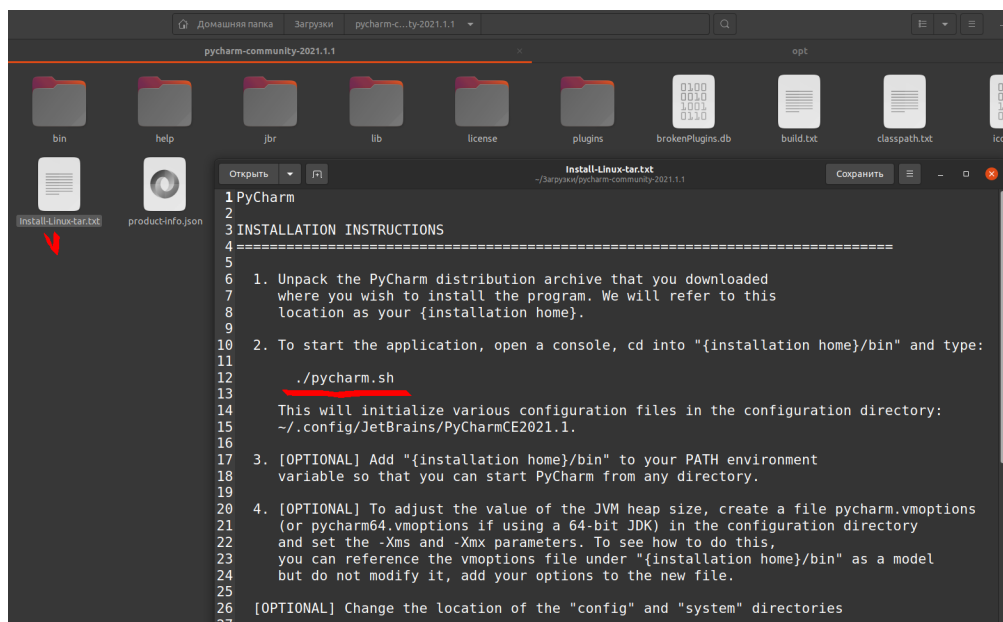 Домашняя папка Загрузки pycharm-c...ty-2021.1.1
pycharm-community-2021.1.1 opt
0100
0010
1001
0110
bin help jbr lib license plugins brokenPlugins.db build.txt classpath.txt
Install-Linux-tar.txt product-info.json
Открыть Install-Linux-tar.txt Сохранить
~/Загрузки/pycharm-community-2021.1.1
1 PyCharm
2
3 INSTALLATION INSTRUCTIONS
4 ===============================================================================
5
6 1. Unpack the PyCharm distribution archive that you downloaded
7 where you wish to install the program. We will refer to this
8 location as your {installation home}.
9
10 2. To start the application, open a console, cd into "{installation home}/bin" and type:
11
12 ./pycharm.sh
13
14 This will initialize various configuration files in the configuration directory:
15 ~/.config/JetBrains/PyCharmCE2021.1.
16
17 3. [OPTIONAL] Add "{installation home}/bin" to your PATH environment
18 variable so that you can start PyCharm from any directory.
19
20 4. [OPTIONAL] To adjust the value of the JVM heap size, create a file pycharm.vmoptions
21 (or pycharm64.vmoptions if using a 64-bit JDK) in the configuration directory
22 and set the -Xms and -Xmx parameters. To see how to do this,
23 you can reference the vmoptions file under "{installation home}/bin" as a model
24 but do not modify it, add your options to the new file.
25
26 [OPTIONAL] Change the location of the "config" and "system" directories